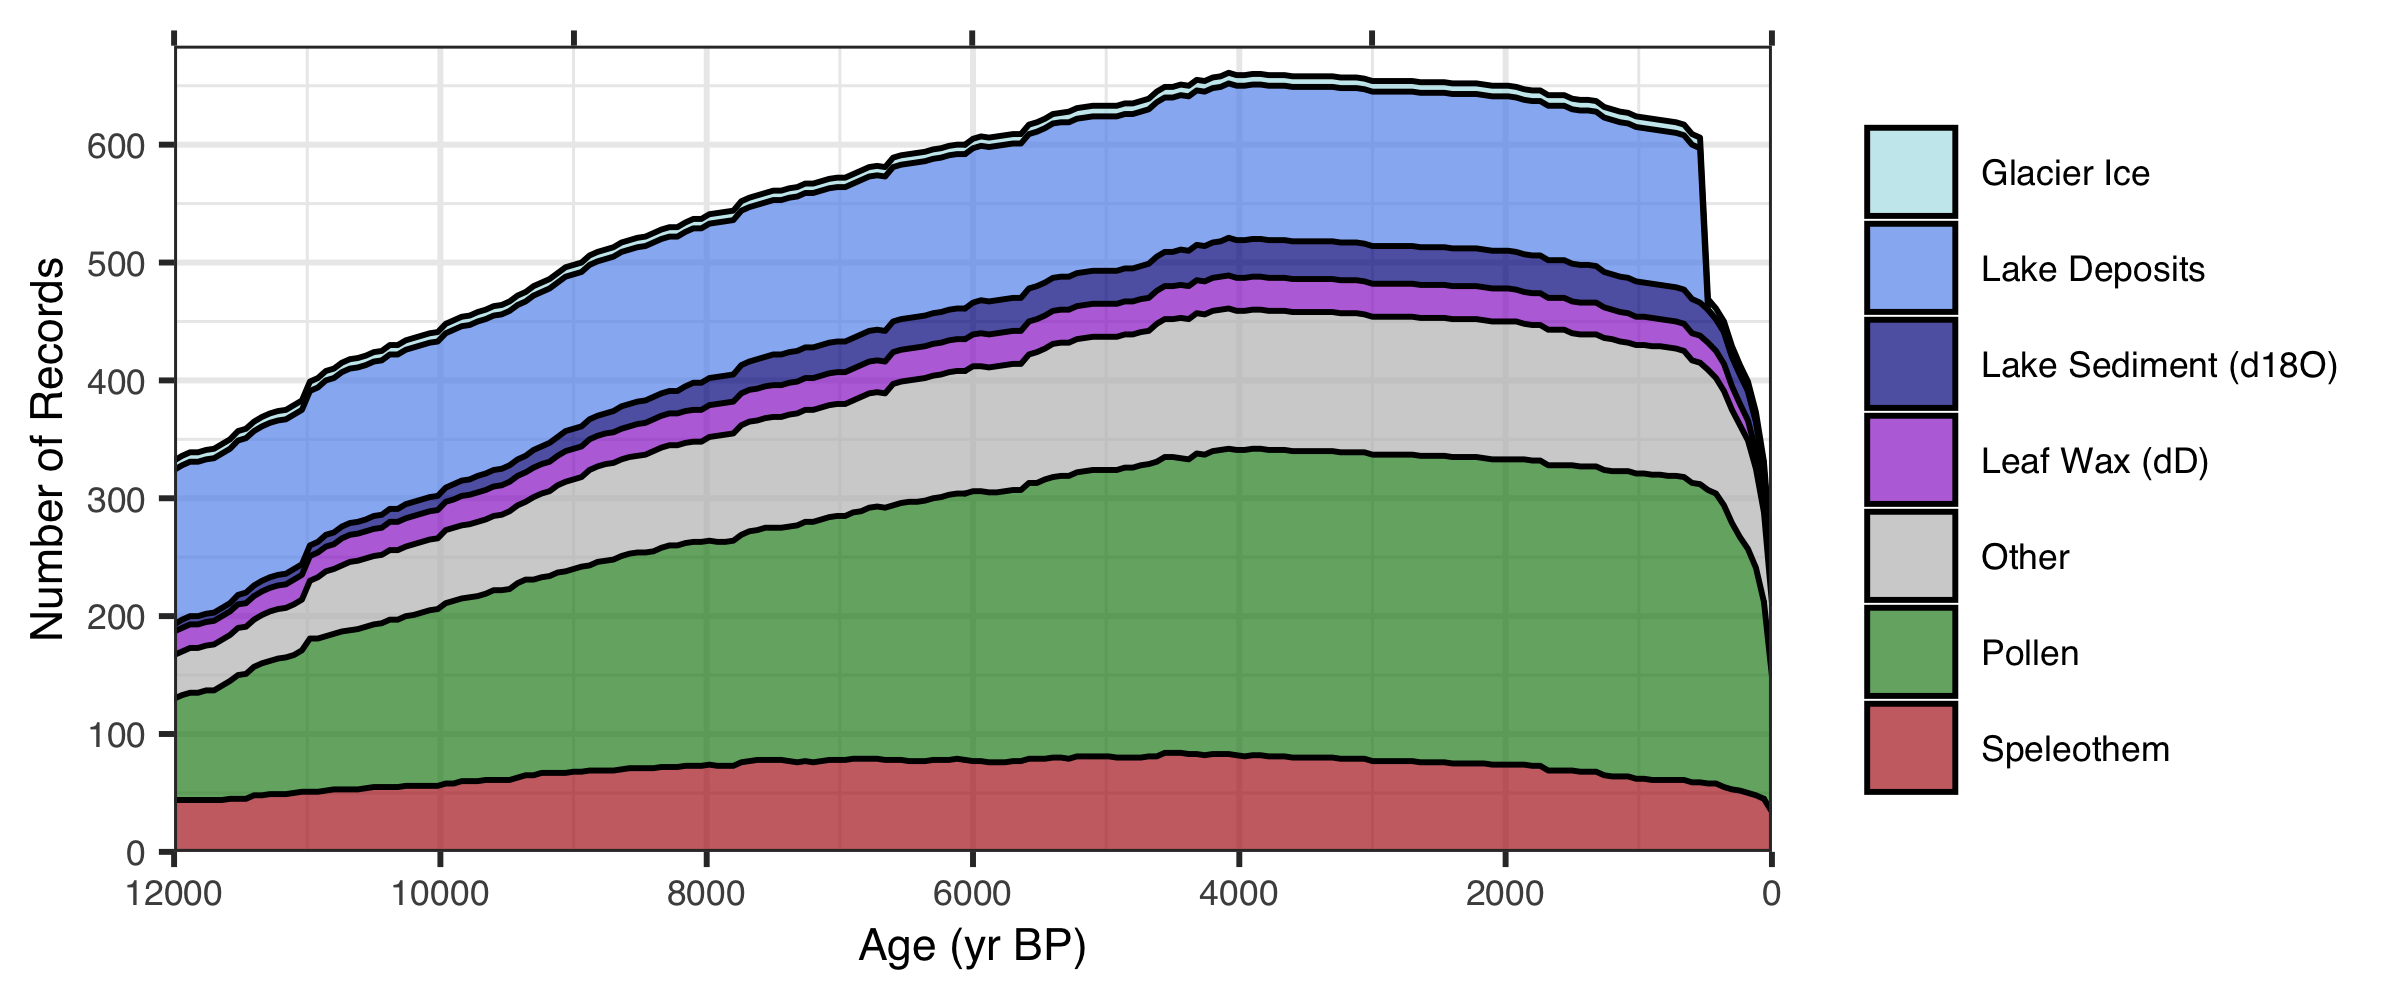 Number of Records
600
500
400
300
200
100
0
12000 10000 8000 6000 4000 2000 0
Age (yr BP)
Glacier Ice
Lake Deposits
Lake Sediment (d18O)
Leaf Wax (dD)
Other
Pollen
Speleothem